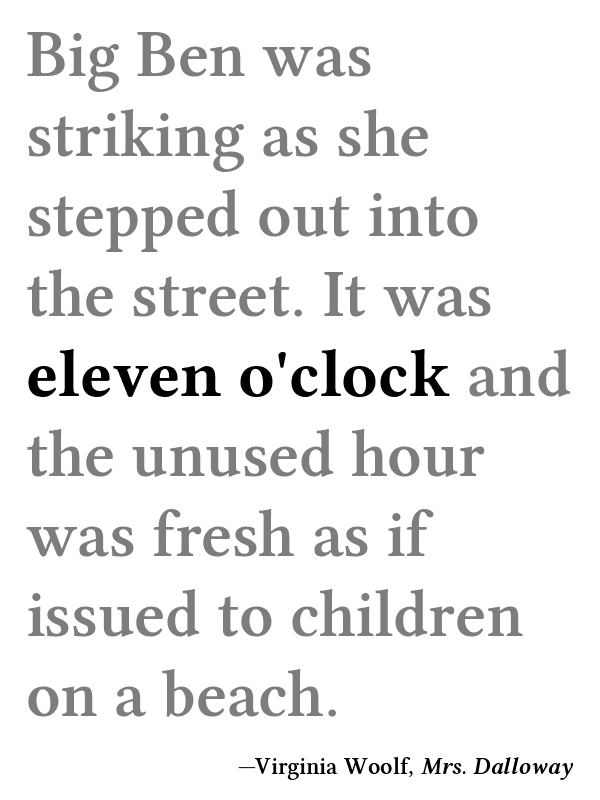 Big Ben was
striking as she
stepped out into
the street. It was
eleven o'clock and
the unused hour
was fresh as if
issued to children
on a beach.
—Virginia Woolf, Mrs. Dalloway